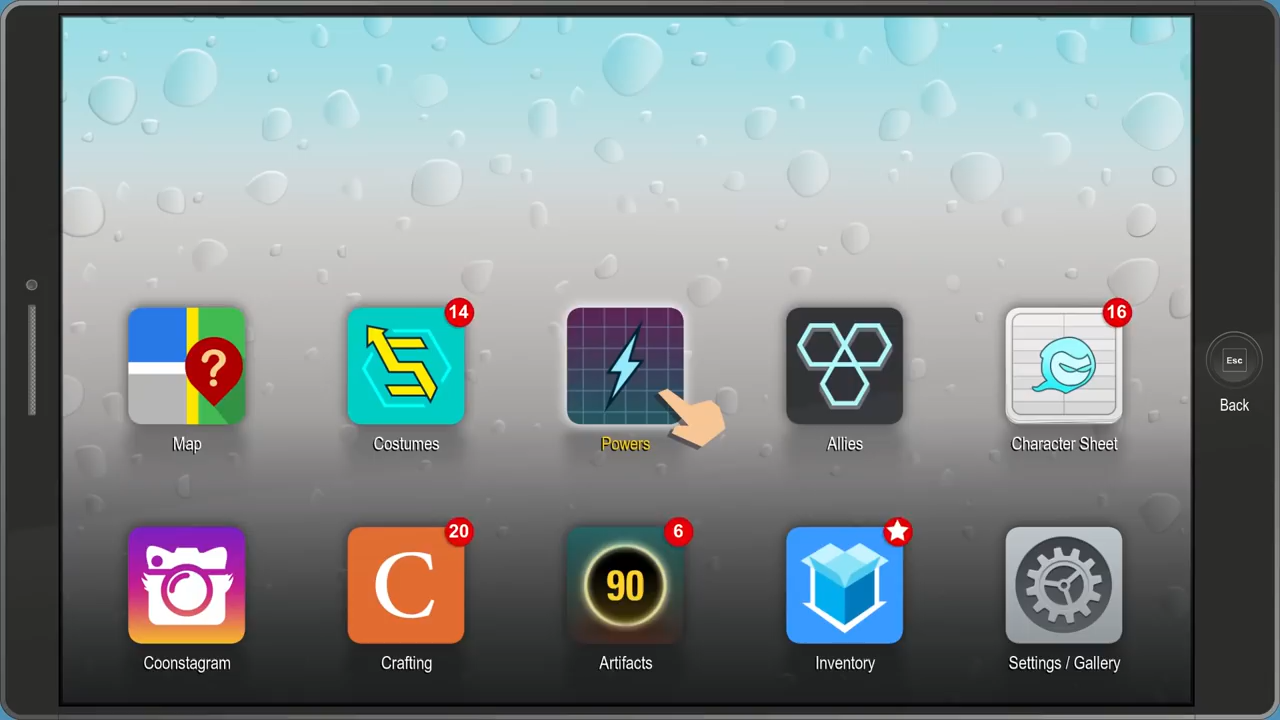 14
16
?
Esc
Back
Map
Costumes
Powers
Allies
Character Sheet
20
6
C
90
Coonstagram
Crafting
Artifacts
Inventory
Settings / Gallery